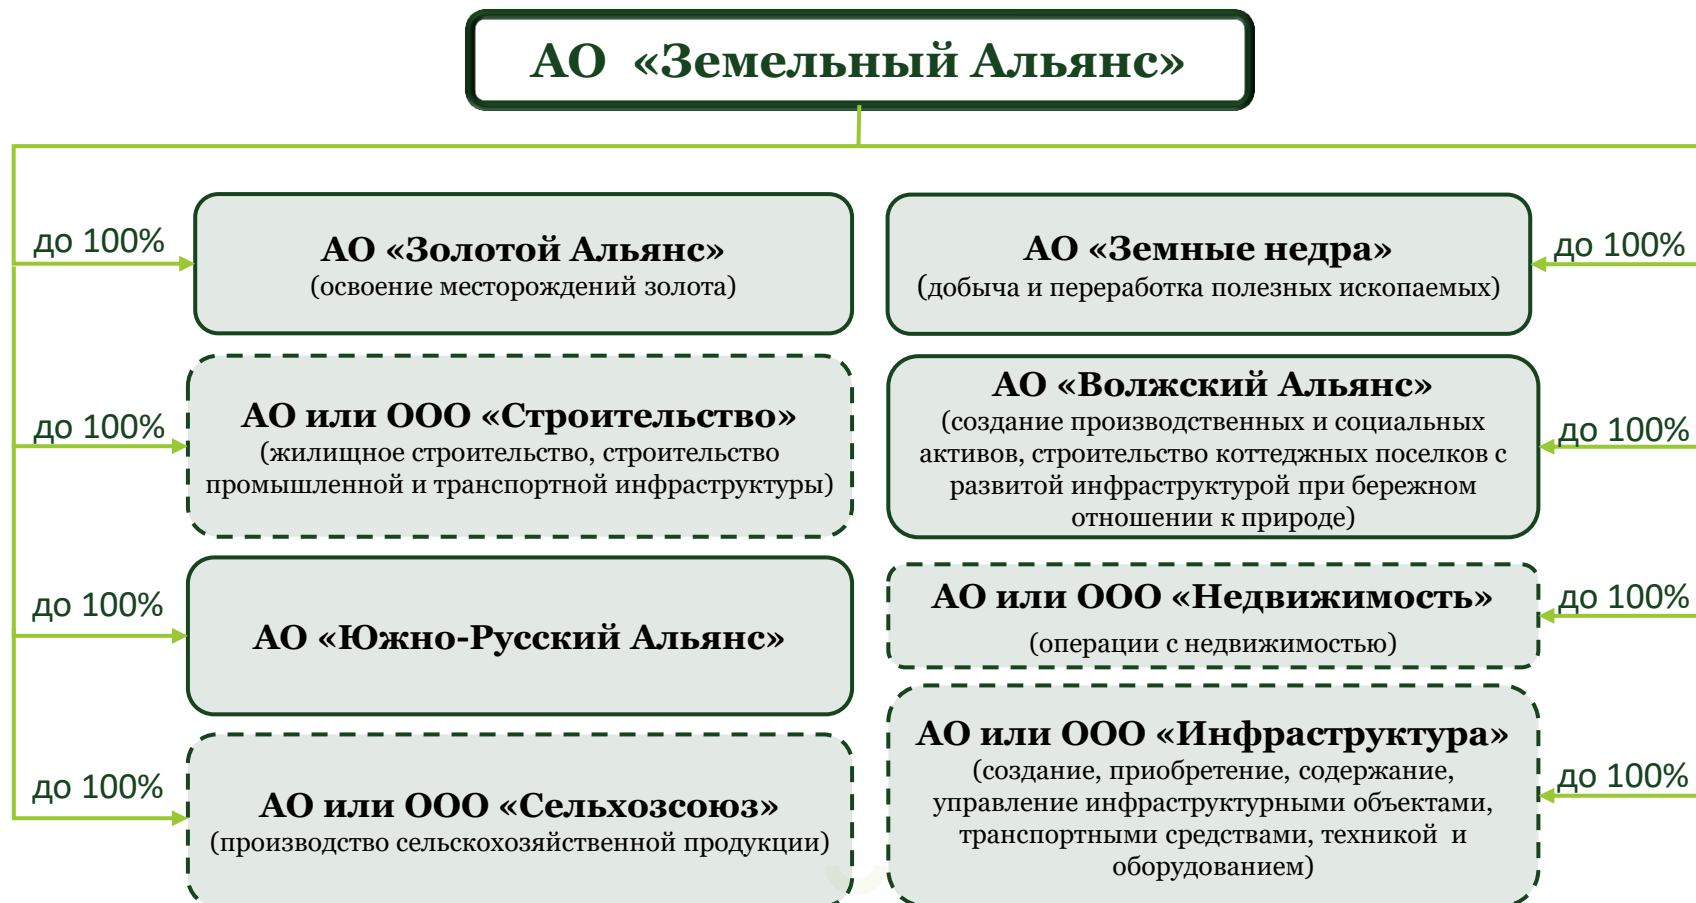 АО «Земельный Альянс»
до 100%
АО «Золотой Альянс»
(освоение месторождений золота)
АО «Земные недра»
(добыча и переработка полезных ископаемых)
до 100%
до 100%
АО или ООО «Строительство»
(жилищное строительство, строительство
промышленной и транспортной инфраструктуры)
АО «Волжский Альянс»
(создание производственных и социальных
активов, строительство коттеджных поселков с
развитой инфраструктурой при бережном
отношении к природе)
до 100%
до 100%
АО «Южно-Русский Альянс»
АО или ООО «Недвижимость»
(операции с недвижимостью)
до 100%
до 100%
АО или ООО «Сельхозсоюз»
(производство сельскохозяйственной продукции)
АО или ООО «Инфраструктура»
(создание, приобретение, содержание,
управление инфраструктурными объектами,
транспортными средствами, техникой и
оборудованием)
до 100%